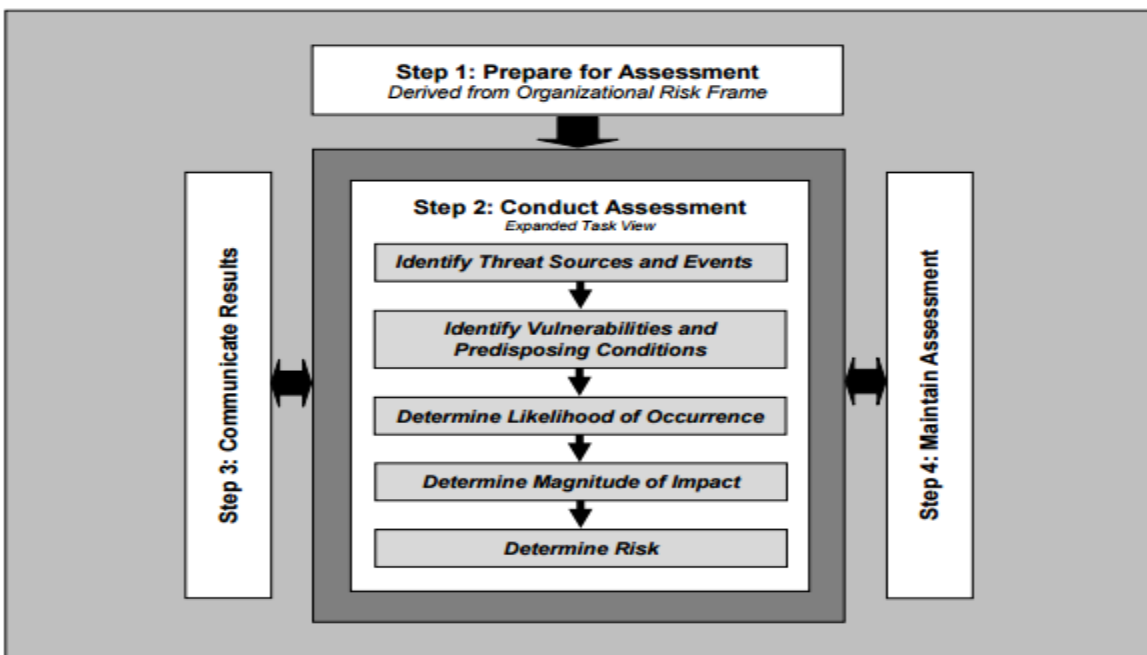 Step 1: Prepare for Assessment
Derived from Organizational Risk Frame
Step 2: Conduct Assessment
Expanded Task View
Identify Threat Sources and Events
Identify Vulnerabilities and
Predisposing Conditions
Determine Likelihood of Occurrence
Determine Magnitude of Impact
Determine Risk
Step 3: Communicate Results
Step 4: Maintain Assessment